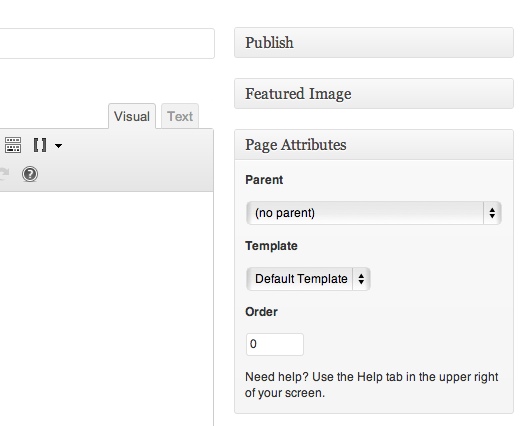 Publish
Featured Image
Visual
Text
Page Attributes
Parent
(no parent)
Template
Default Template
Order
0
Need help? Use the Help tab in the upper right
of your screen.